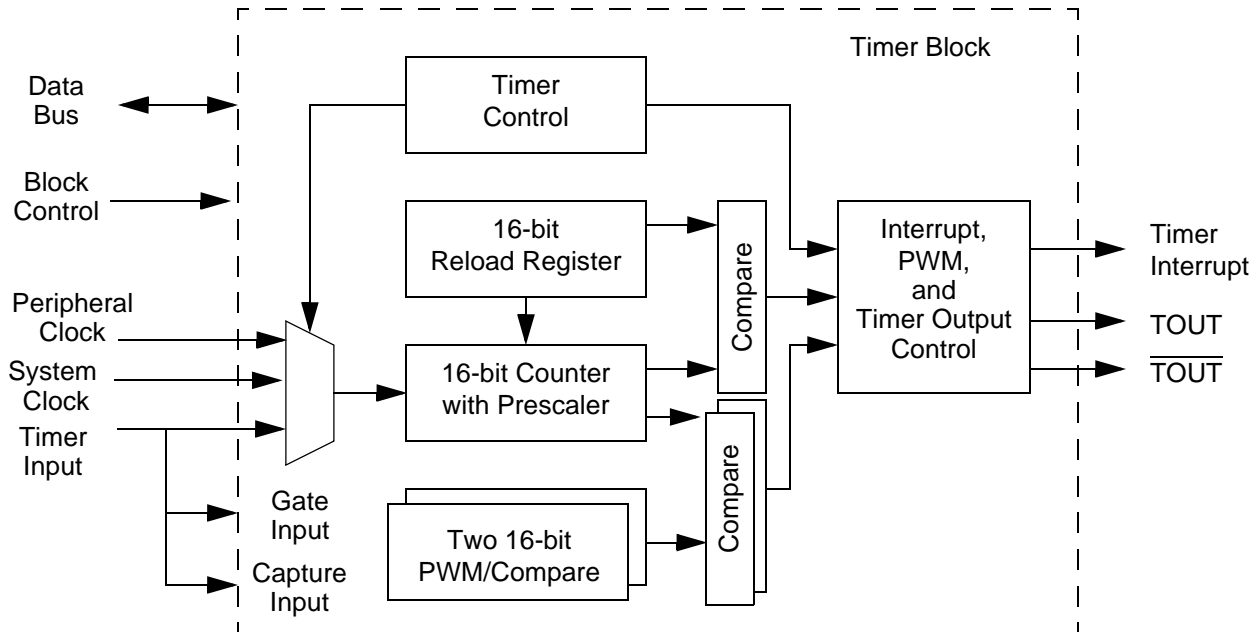 Timer Block
Data
Bus
Timer
Control
Block
Control
16-bit
Reload Register
Compare
Interrupt,
PWM,
and
Timer Output
Control
Timer
Interrupt
TOUT
T̅O̅U̅T̅
Peripheral
Clock
System
Clock
Timer
Input
16-bit Counter
with Prescaler
Gate
Input
Capture
Input
Two 16-bit
PWM/Compare
Compare